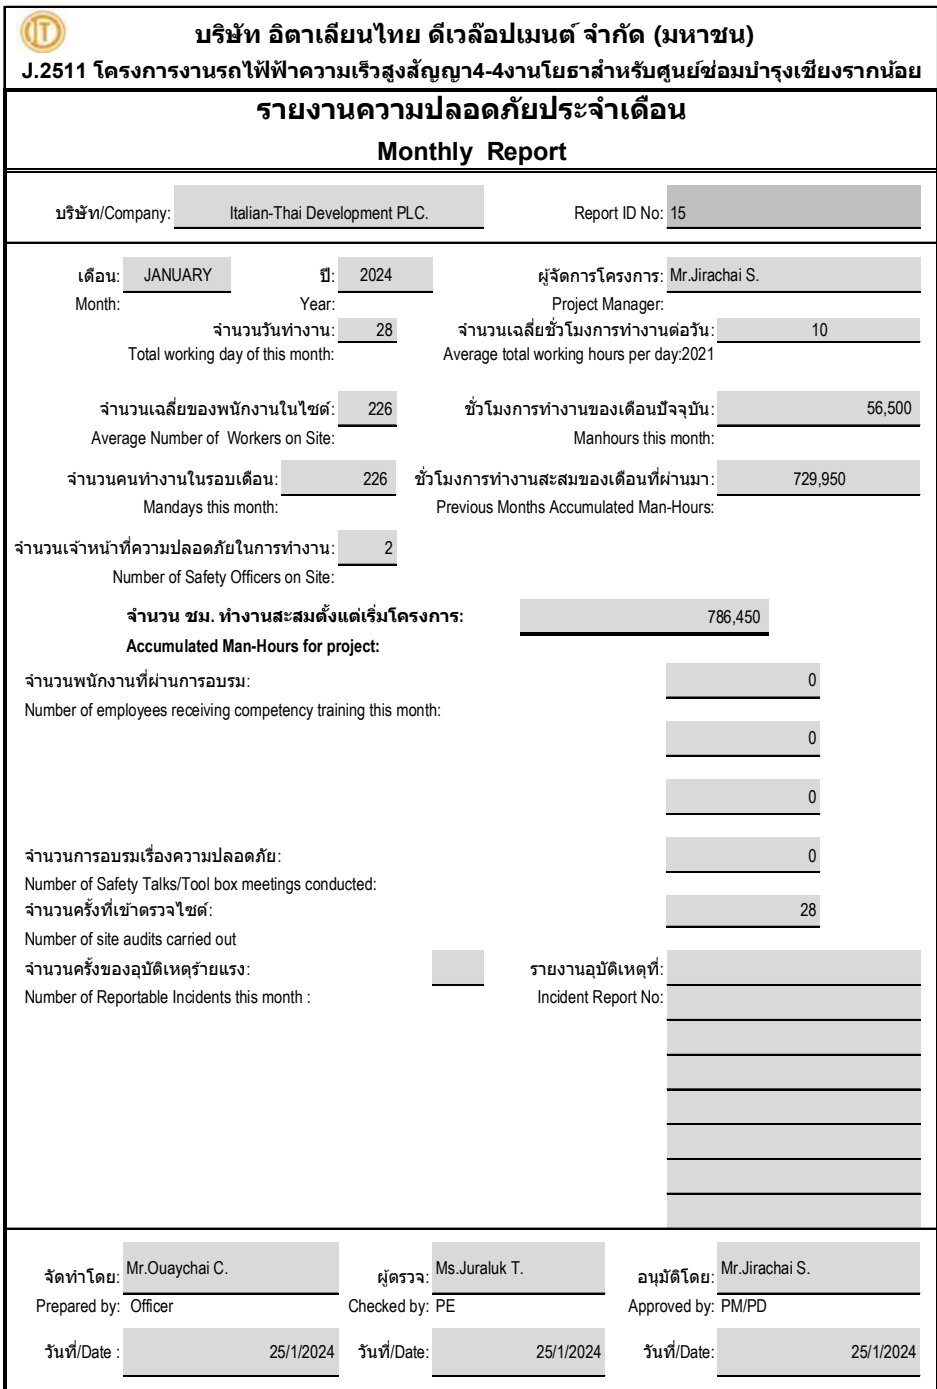 บริษัท อิตาเลียนไทย ดีเวล๊อปเมนต์ จำกัด (มหาชน)
J.2511 โครงการงานรถไฟ้ฟ้าความเร็วสูงสัญญา4-4งานโยธาสำหรับศูนย์ซ่อมบำรุงเชียงรากน้อย
รายงานความปลอดภัยประจำเดือน
Monthly Report
บริษัท/Company: Italian-Thai Development PLC. Report ID No: 15
เดือน: JANUARY ปี: 2024 ผู้จัดการโครงการ: Mr.Jirachai S.
Month: Year: Project Manager:
จำนวนวันทำงาน: 28 จำนวนเฉลี่ยชั่วโมงการทำงานต่อวัน: 10
Total working day of this month: Average total working hours per day:2021
จำนวนเฉลี่ยของพนักงานในไซต์: 226 ชั่วโมงการทำงานของเดือนปัจจุบัน: 56,500
Average Number of Workers on Site: Manhours this month:
จำนวนคนทำงานในรอบเดือน: 226 ชั่วโมงการทำงานสะสมของเดือนที่ผ่านมา: 729,950
Mandays this month: Previous Months Accumulated Man-Hours:
จำนวนเจ้าหน้าที่ความปลอดภัยในการทำงาน: 2
Number of Safety Officers on Site:
จำนวน ชม. ทำงานสะสมตั้งแต่เริ่มโครงการ: 786,450
Accumulated Man-Hours for project:
จำนวนพนักงานที่ผ่านการอบรม: 0
Number of employees receiving competency training this month:
0
0
จำนวนการอบรมเรื่องความปลอดภัย: 0
Number of Safety Talks/Tool box meetings conducted:
จำนวนครั้งที่เข้าตรวจไซต์: 28
Number of site audits carried out
จำนวนครั้งของอุบัติเหตุร้ายแรง: รายงานอุบัติเหตุที่:
Number of Reportable Incidents this month : Incident Report No:
จัดทำโดย: Mr.Ouaychai C. ผู้ตรวจ: Ms.Juraluk T. อนุมัติโดย: Mr.Jirachai S.
Prepared by: Officer Checked by: PE Approved by: PM/PD
วันที่/Date : 25/1/2024 วันที่/Date: 25/1/2024 วันที่/Date: 25/1/2024